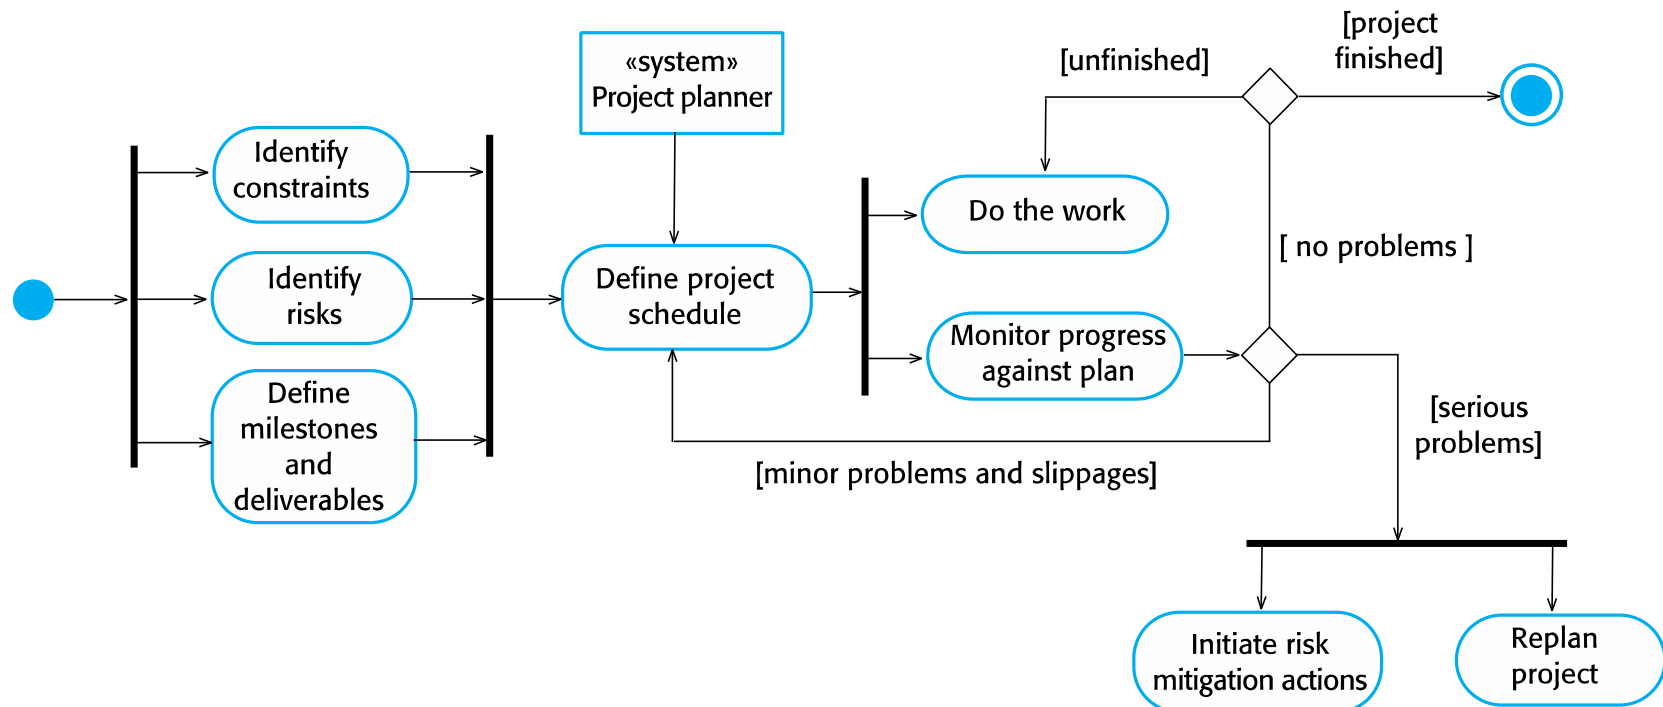 Identify
constraints
Identify
risks
Define
milestones
and
deliverables
«system»
Project planner
Define project
schedule
[unfinished]
[project
finished]
Do the work
[ no problems ]
Monitor progress
against plan
[serious
problems]
[minor problems and slippages]
Initiate risk
mitigation actions
Replan
project